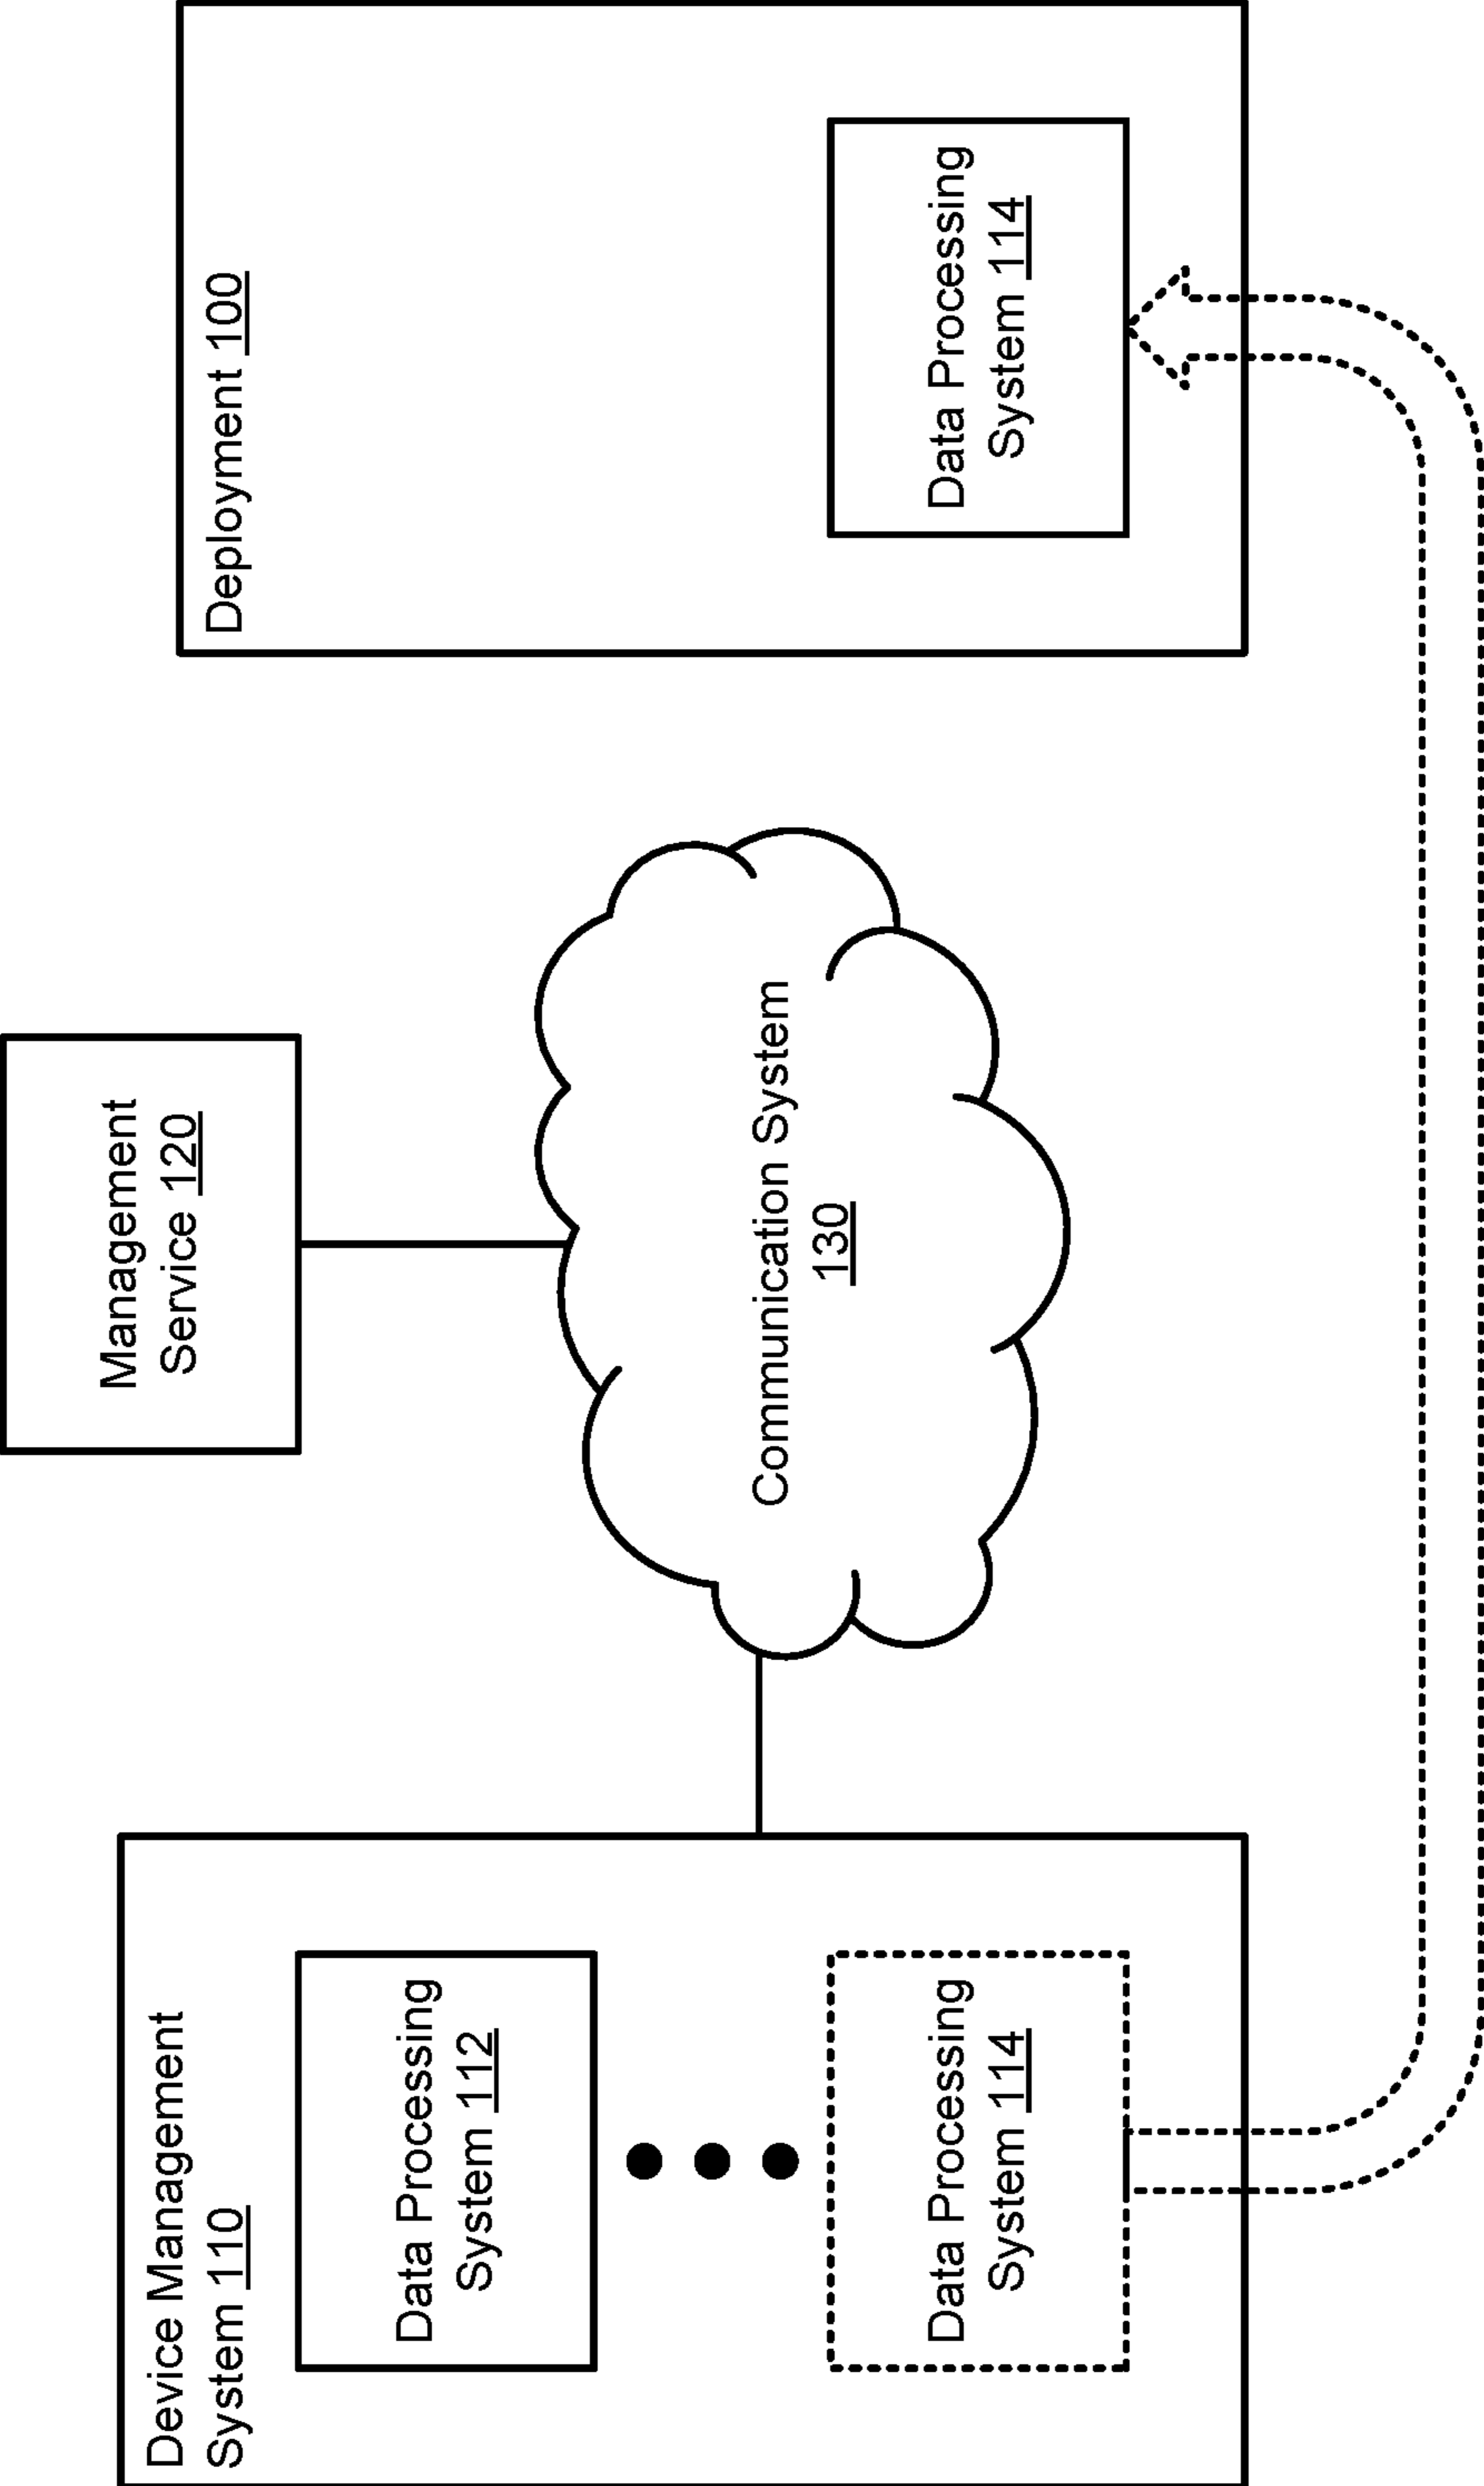 Management
Service 120
Device Management
System 110
Data Processing
System 112
Data Processing
System 114
Communication System
130
Deployment 100
Data Processing
System 114